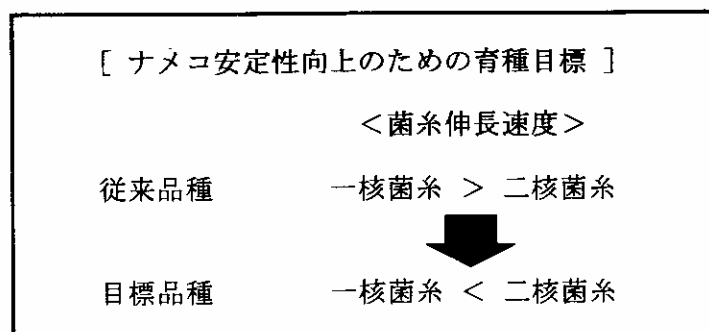 [ ナメコ安定性向上のための育種目標 ]
＜菌糸伸長速度＞
従来品種 一核菌糸 > 二核菌糸
目標品種 一核菌糸 < 二核菌糸